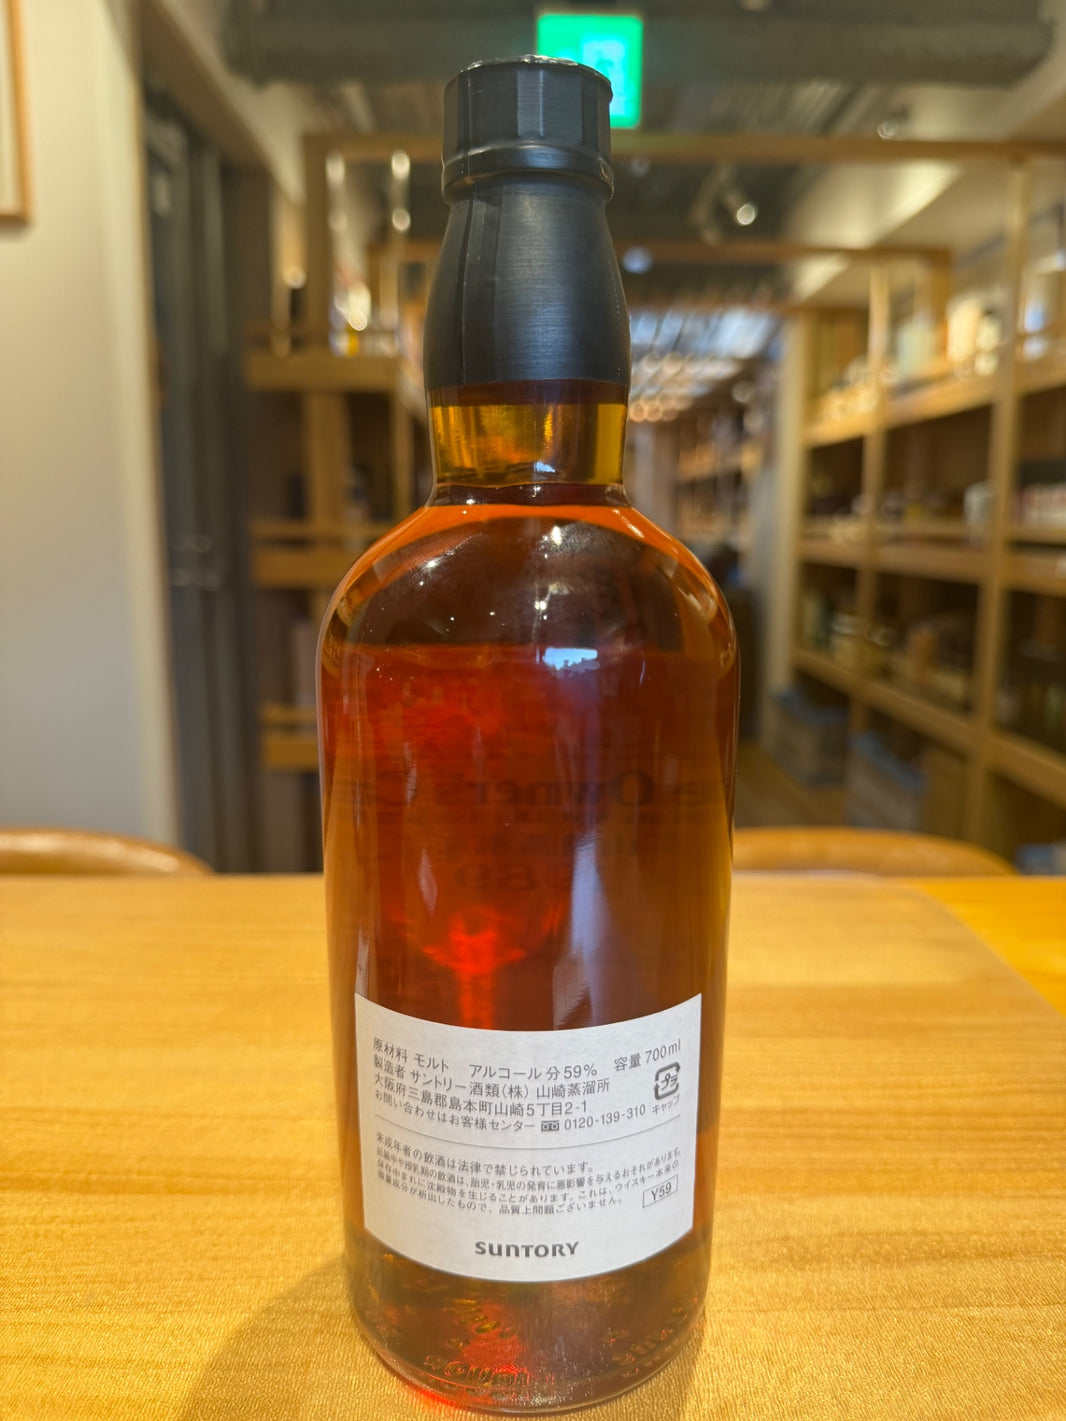 Owner's
1989
原材料 モルト アルコール分59% 容量 700ml
製造者 サントリー酒類(株) 山崎蒸溜所
大阪府三島郡島本町山崎5丁目2-1
お問い合わせはお客様センター 0120-139-310
プラ
キャップ
未成年者の飲酒は法律で禁じられています。
妊娠中や授乳期の飲酒は、胎児・乳児の発育に悪影響を与えるおそれがあります。
保存中まれに沈殿物を生じることがあります。これは、ウイスキー本来の
香味成分が析出したもので、品質上問題ございません。
Y59
SUNTORY